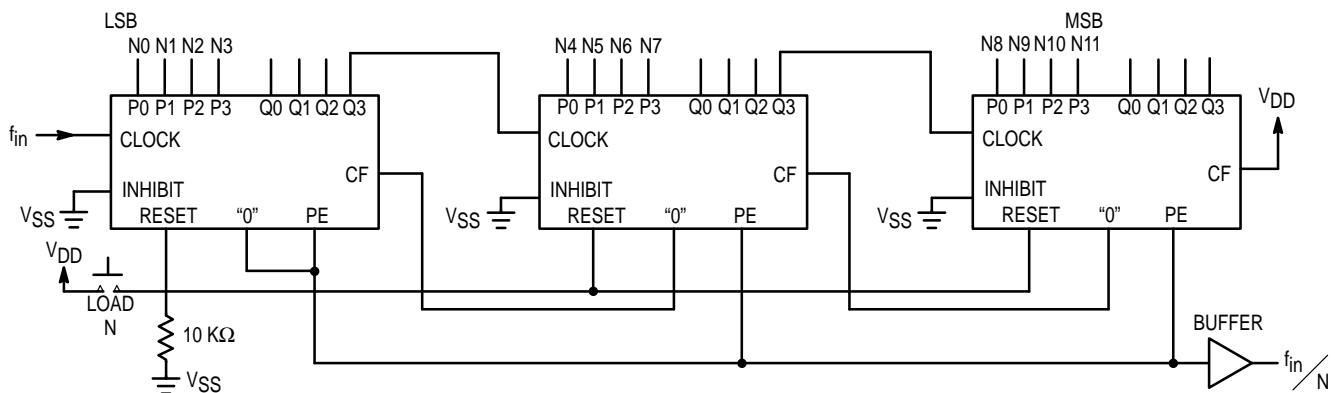 LSB
MSB
N0 N1 N2 N3
N4 N5 N6 N7
N8 N9 N10 N11
P0 P1 P2 P3 Q0 Q1 Q2 Q3
P0 P1 P2 P3 Q0 Q1 Q2 Q3
P0 P1 P2 P3 Q0 Q1 Q2 Q3
VDD
fin
CLOCK
CLOCK
CLOCK
CF
CF
CF
INHIBIT
INHIBIT
INHIBIT
VSS
VSS
VSS
RESET “0” PE
RESET “0” PE
RESET “0” PE
VDD
LOAD
N
10 KΩ
VSS
BUFFER
fin/N